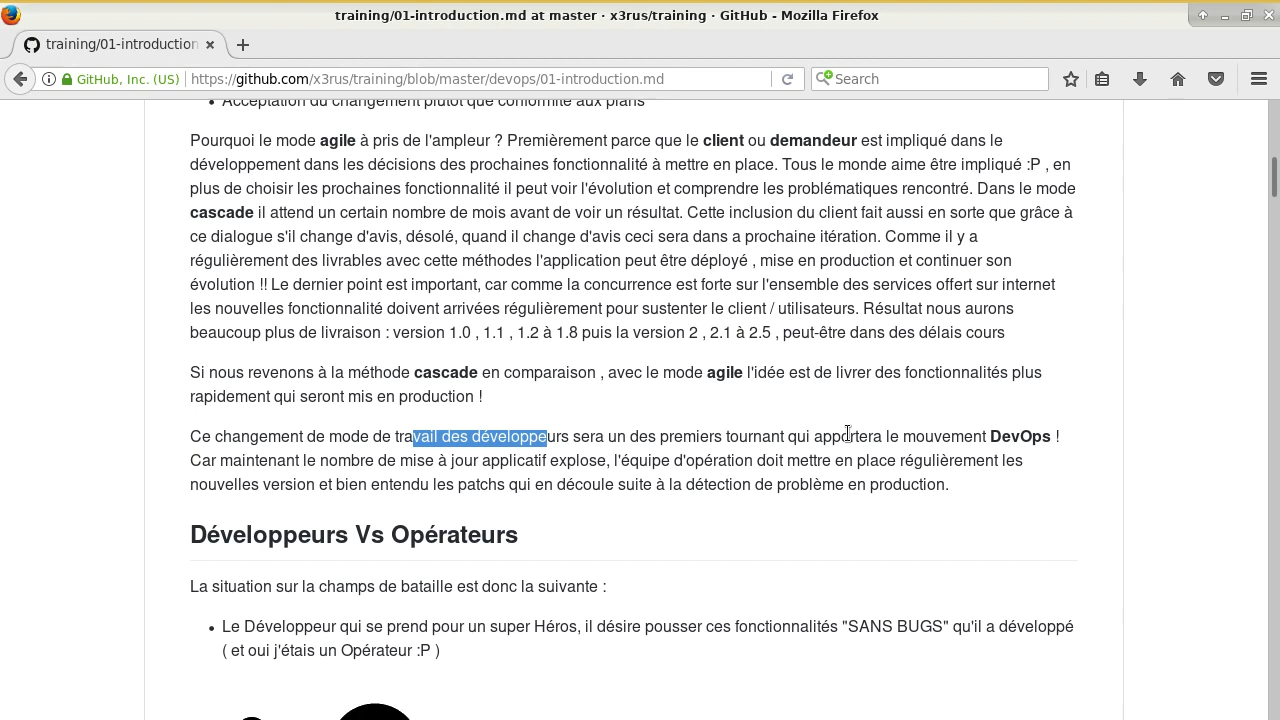 training/01-introduction.md at master · x3rus/training · GitHub - Mozilla Firefox
training/01-introduction
GitHub, Inc. (US)
https://github.com/x3rus/training/blob/master/devops/01-introduction.md
Search
• Acceptation du changement plutôt que conformité aux plans
Pourquoi le mode agile à pris de l'ampleur ? Premièrement parce que le client ou demandeur est impliqué dans le
développement dans les décisions des prochaines fonctionnalité à mettre en place. Tous le monde aime être impliqué :P , en
plus de choisir les prochaines fonctionnalité il peut voir l'évolution et comprendre les problématiques rencontré. Dans le mode
cascade il attend un certain nombre de mois avant de voir un résultat. Cette inclusion du client fait aussi en sorte que grâce à
ce dialogue s'il change d'avis, désolé, quand il change d'avis ceci sera dans a prochaine itération. Comme il y a
régulièrement des livrables avec cette méthodes l'application peut être déployé , mise en production et continuer son
évolution !! Le dernier point est important, car comme la concurrence est forte sur l'ensemble des services offert sur internet
les nouvelles fonctionnalité doivent arrivées régulièrement pour sustenter le client / utilisateurs. Résultat nous aurons
beaucoup plus de livraison : version 1.0 , 1.1 , 1.2 à 1.8 puis la version 2 , 2.1 à 2.5 , peut-être dans des délais cours
Si nous revenons à la méthode cascade en comparaison , avec le mode agile l'idée est de livrer des fonctionnalités plus
rapidement qui seront mis en production !
Ce changement de mode de travail des développeurs sera un des premiers tournant qui apportera le mouvement DevOps !
Car maintenant le nombre de mise à jour applicatif explose, l'équipe d'opération doit mettre en place régulièrement les
nouvelles version et bien entendu les patchs qui en découle suite à la détection de problème en production.
Développeurs Vs Opérateurs
La situation sur la champs de bataille est donc la suivante :
• Le Développeur qui se prend pour un super Héros, il désire pousser ces fonctionnalités "SANS BUGS" qu'il a développé
( et oui j'étais un Opérateur :P )